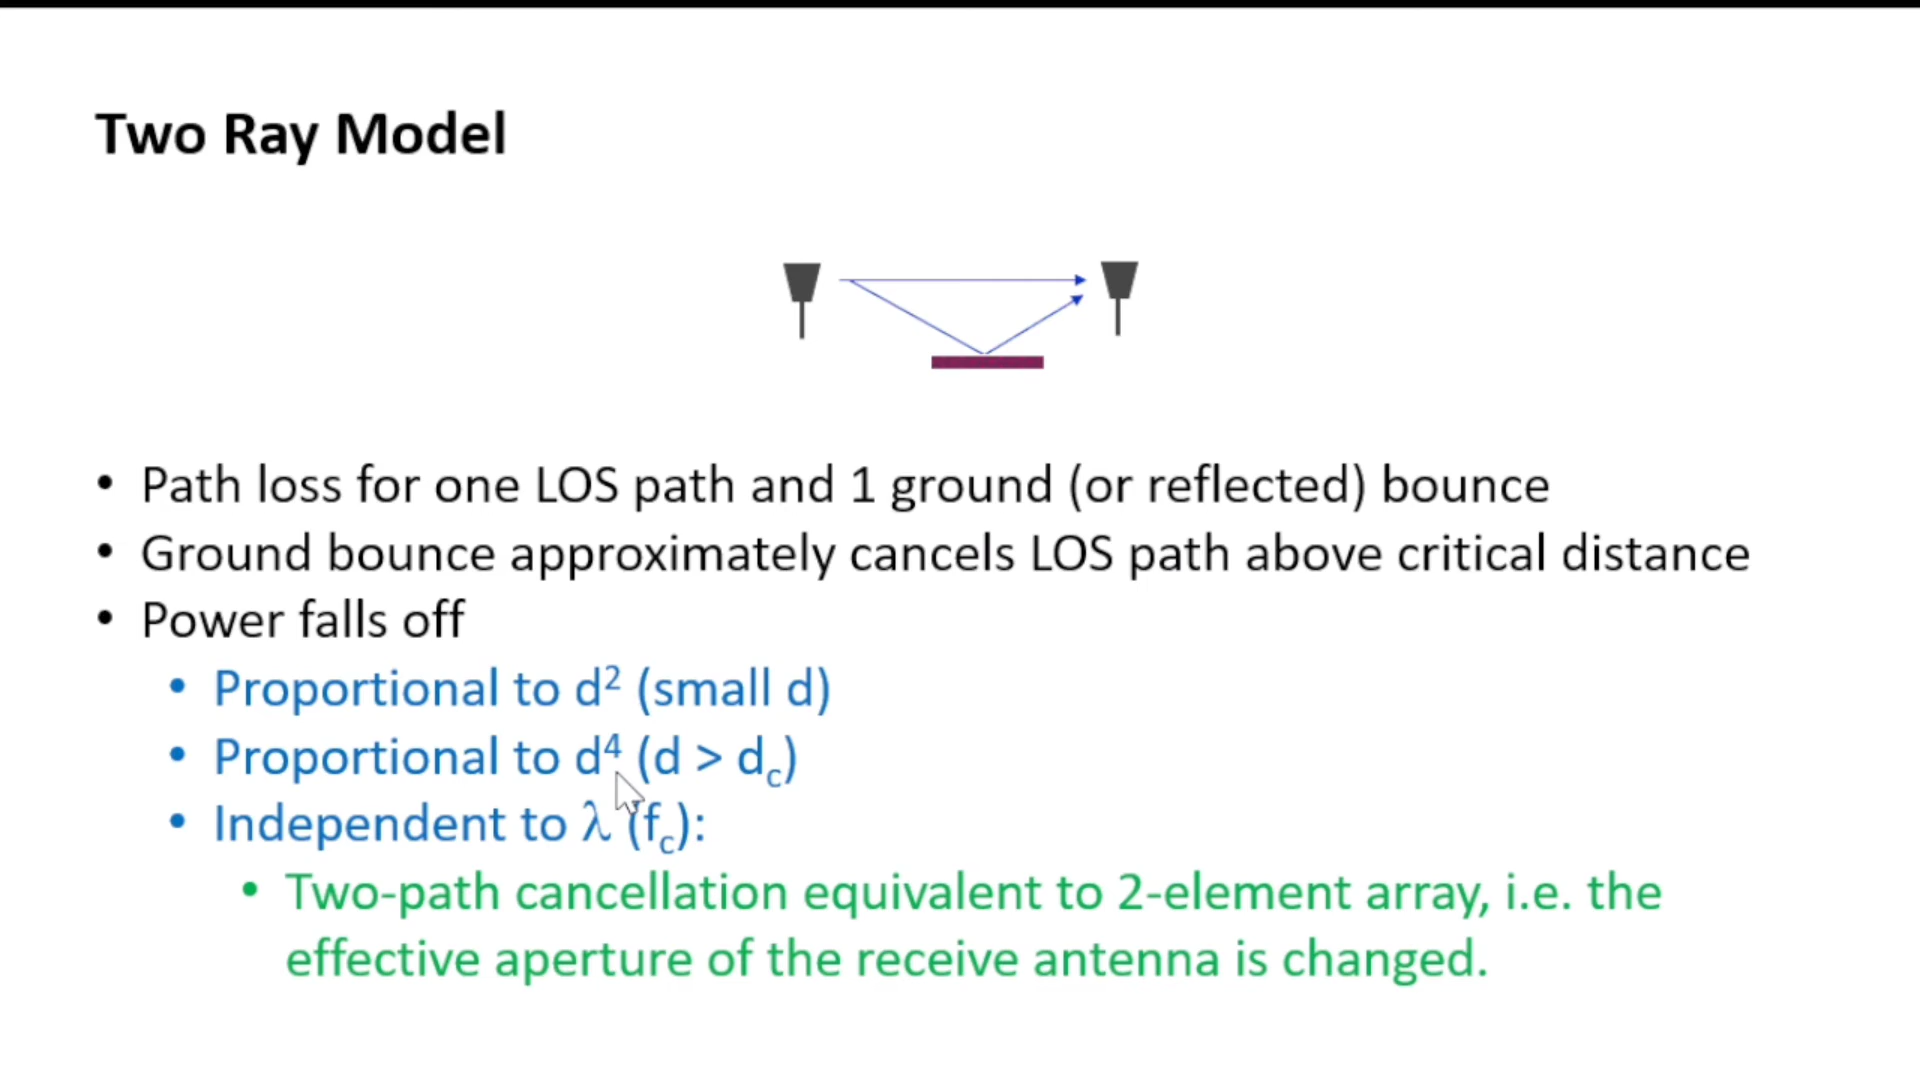 Two Ray Model
• Path loss for one LOS path and 1 ground (or reflected) bounce
• Ground bounce approximately cancels LOS path above critical distance
• Power falls off
• Proportional to d² (small d)
• Proportional to d⁴ (d > d_c)
• Independent to λ (f_c):
• Two-path cancellation equivalent to 2-element array, i.e. the
effective aperture of the receive antenna is changed.